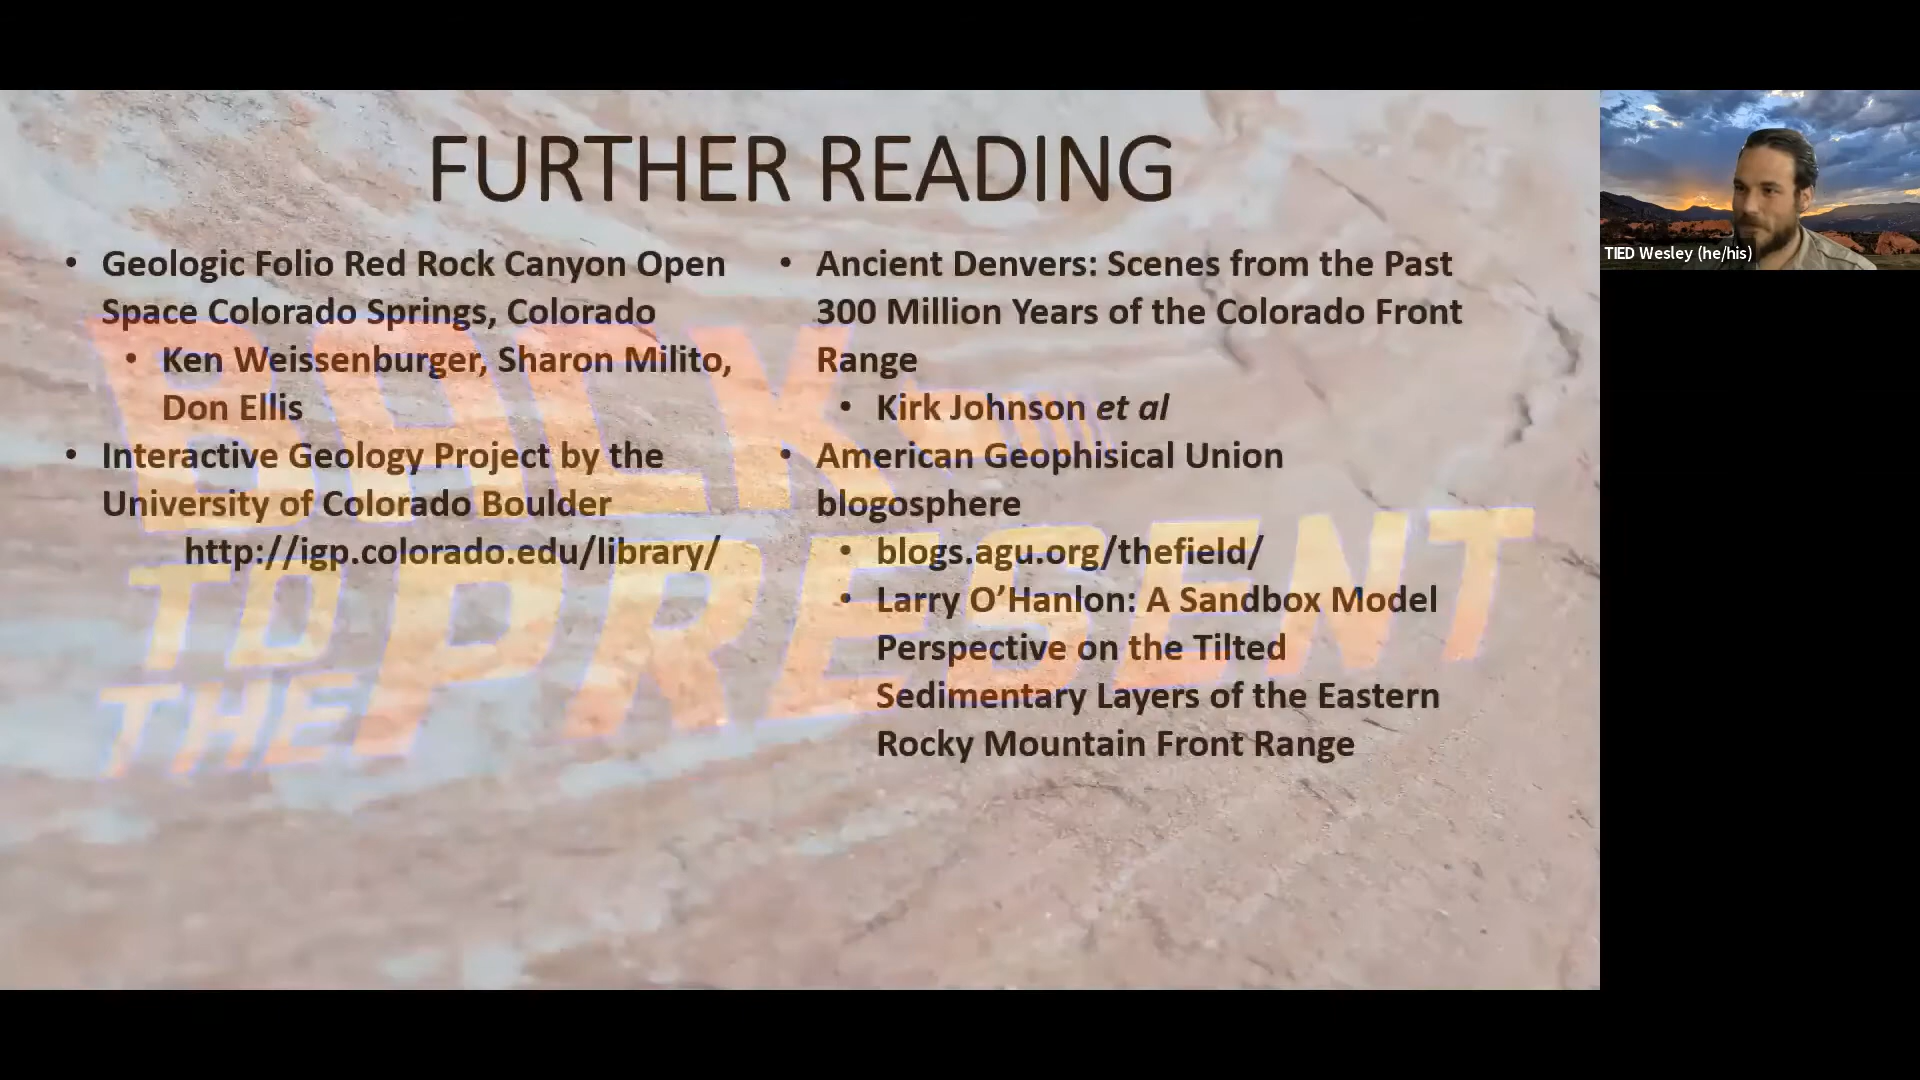 FURTHER READING
• Geologic Folio Red Rock Canyon Open
Space Colorado Springs, Colorado
• Ken Weissenburger, Sharon Milito,
Don Ellis
• Interactive Geology Project by the
University of Colorado Boulder
http://igp.colorado.edu/library/
• Ancient Denvers: Scenes from the Past
300 Million Years of the Colorado Front
Range
• Kirk Johnson et al
• American Geophisical Union
blogosphere
• blogs.agu.org/thefield/
• Larry O’Hanlon: A Sandbox Model
Perspective on the Tilted
Sedimentary Layers of the Eastern
Rocky Mountain Front Range
BACK
TO
THE PRESENT
TIED Wesley (he/his)